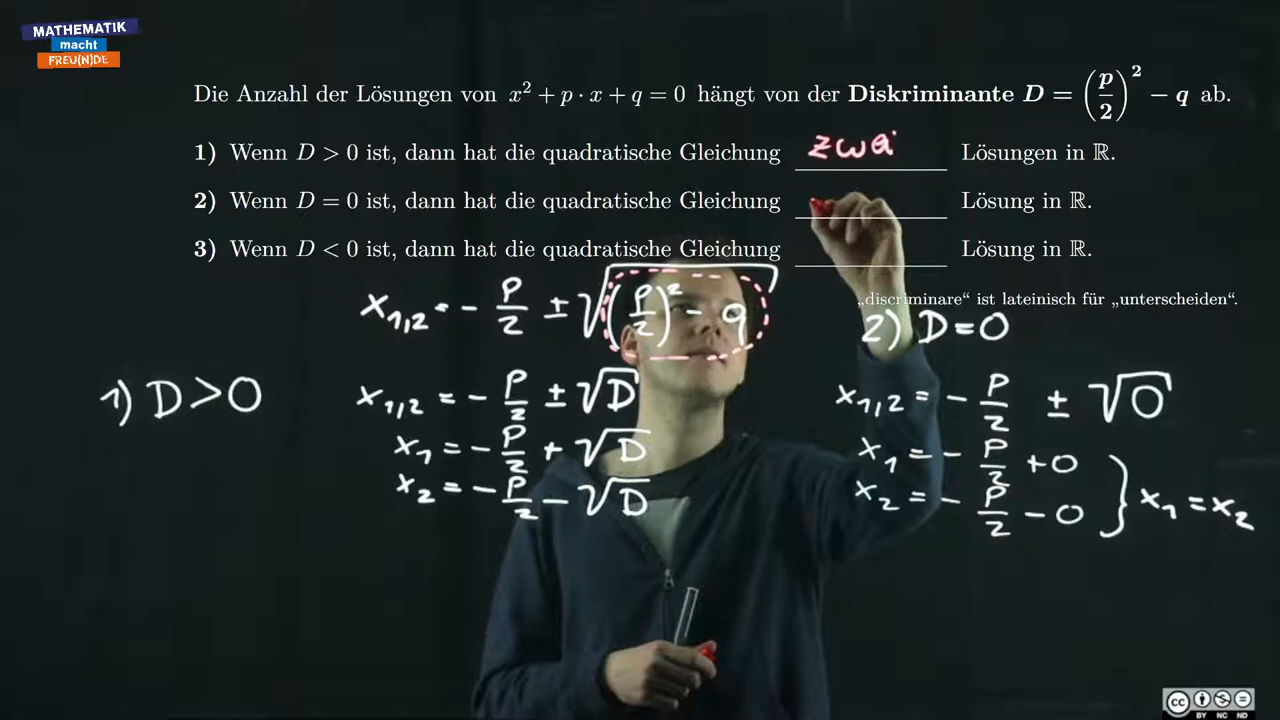 MATHEMATIK
macht
FREU(N)DE
Die Anzahl der Lösungen von x² + p · x + q = 0 hängt von der Diskriminante D = (p/2)² − q ab.
1) Wenn D > 0 ist, dann hat die quadratische Gleichung zwei Lösungen in ℝ.
2) Wenn D = 0 ist, dann hat die quadratische Gleichung Lösung in ℝ.
3) Wenn D < 0 ist, dann hat die quadratische Gleichung Lösung in ℝ.
„discriminare“ ist lateinisch für „unterscheiden“.
x₁,₂ = − p/2 ± √((p/2)² − q)
1) D > 0
x₁,₂ = − p/2 ± √D
x₁ = − p/2 + √D
x₂ = − p/2 − √D
2) D = 0
x₁,₂ = − p/2 ± √0
x₁ = − p/2 + 0
x₂ = − p/2 − 0
} x₁ = x₂
cc
BY NC ND